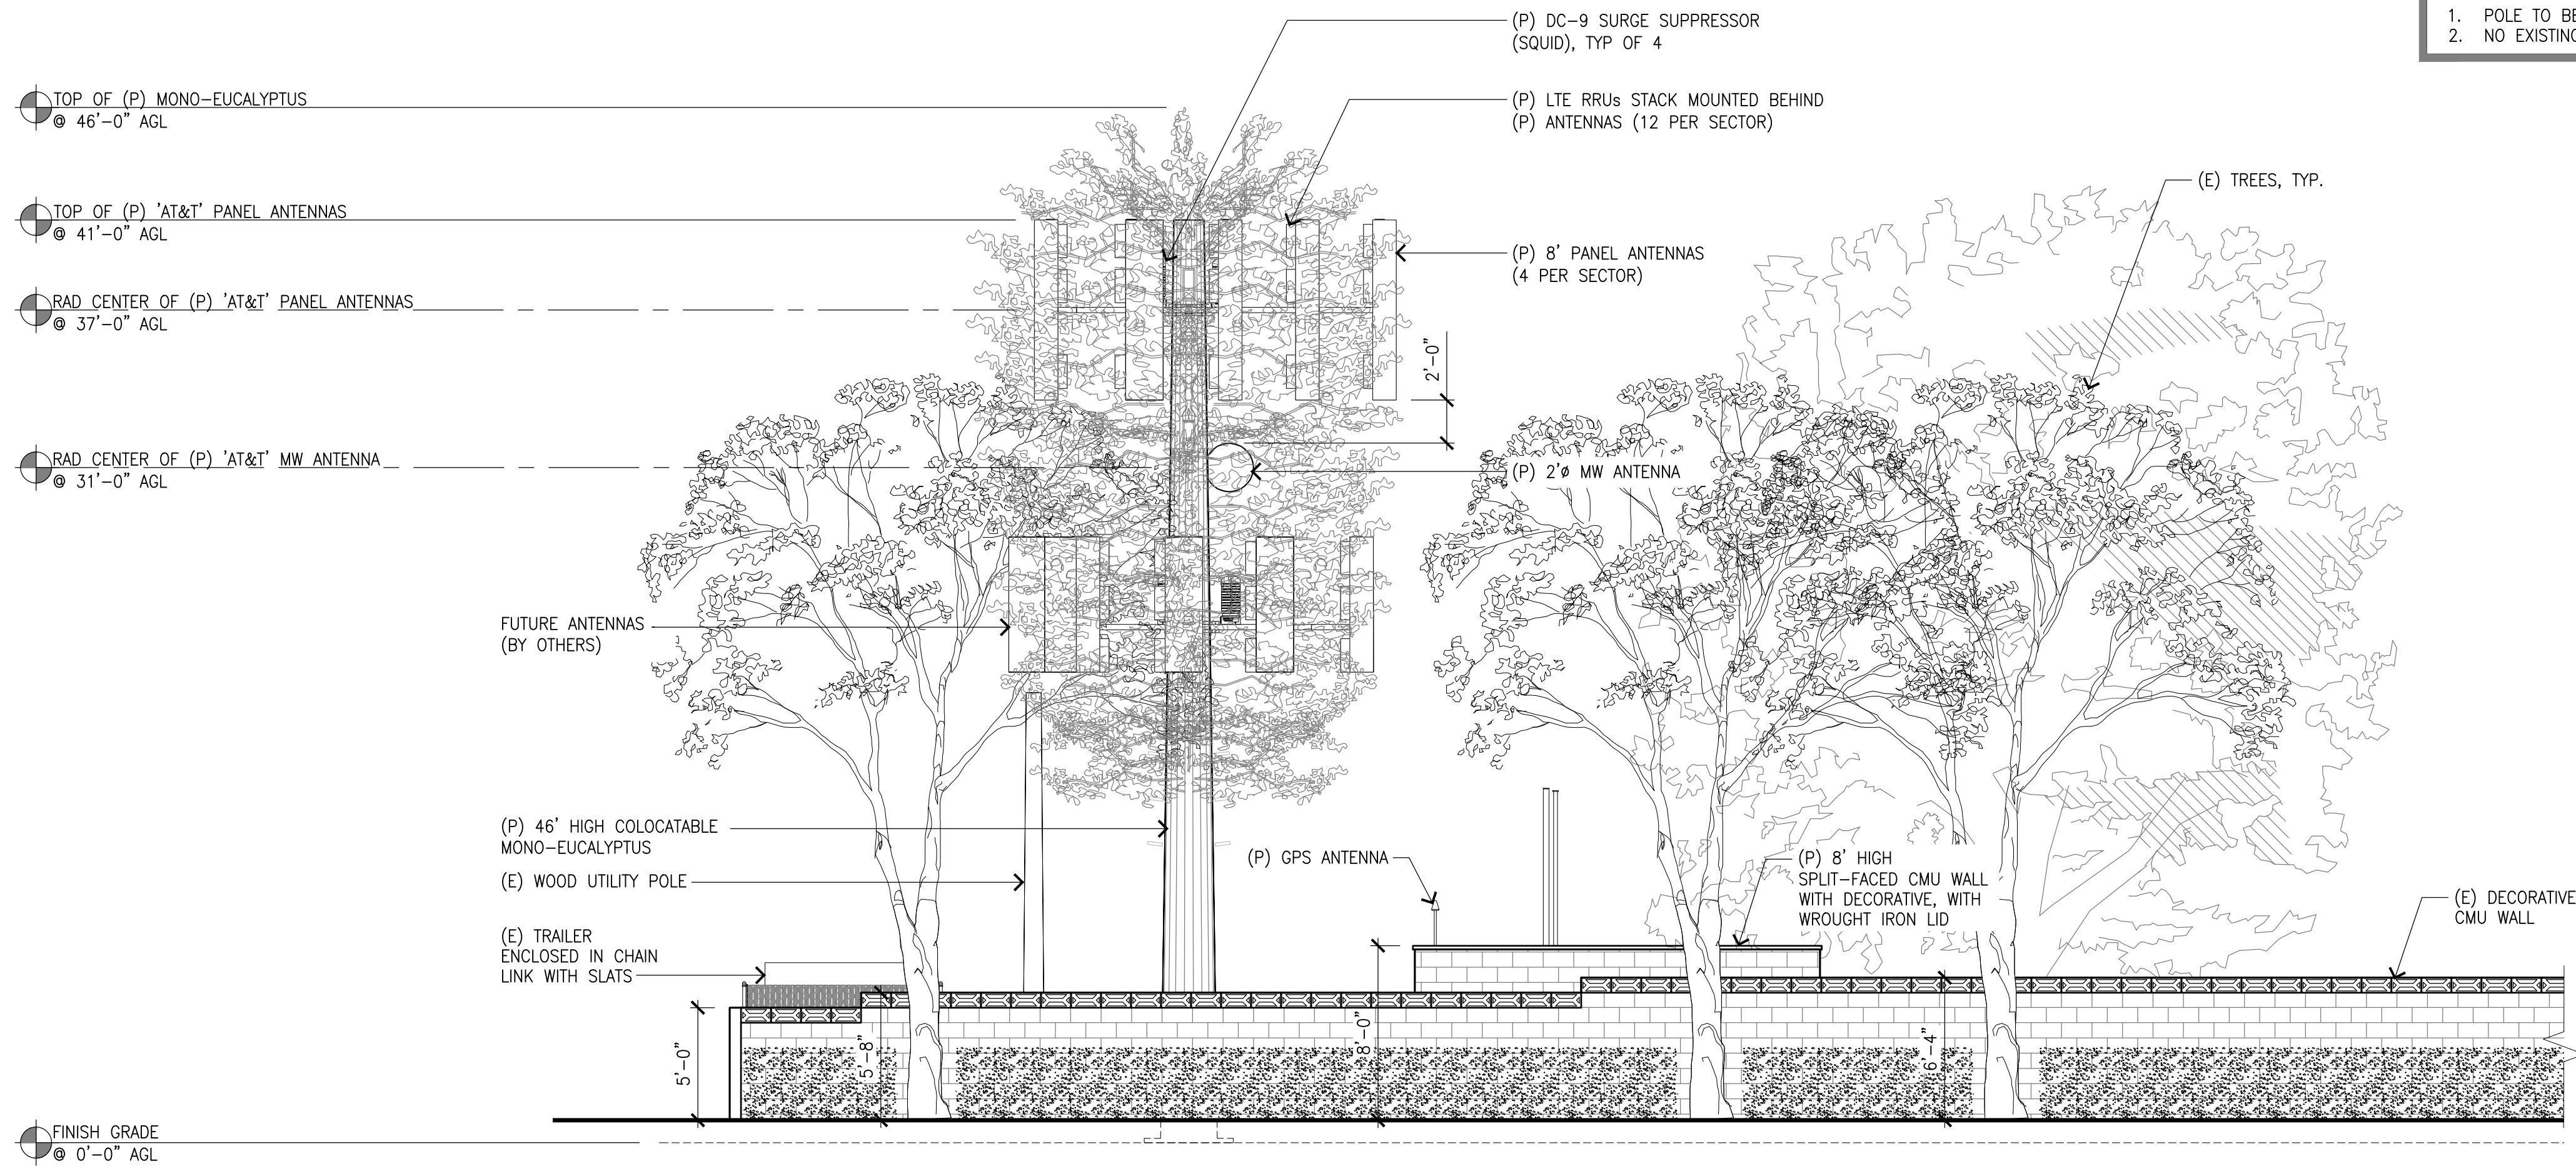 (P) DC-9 SURGE SUPPRESSOR
(SQUID), TYP OF 4
1. POLE TO BE
2. NO EXISTING
TOP OF (P) MONO-EUCALYPTUS
@ 46'-0" AGL
(P) LTE RRUs STACK MOUNTED BEHIND
(P) ANTENNAS (12 PER SECTOR)
(E) TREES, TYP.
TOP OF (P) 'AT&T' PANEL ANTENNAS
@ 41'-0" AGL
(P) 8' PANEL ANTENNAS
(4 PER SECTOR)
RAD CENTER OF (P) 'AT&T' PANEL ANTENNAS
@ 37'-0" AGL
2'-0"
RAD CENTER OF (P) 'AT&T' MW ANTENNA
@ 31'-0" AGL
(P) 2'ø MW ANTENNA
FUTURE ANTENNAS
(BY OTHERS)
(P) 46' HIGH COLOCATABLE
MONO-EUCALYPTUS
(P) GPS ANTENNA
(P) 8' HIGH
SPLIT-FACED CMU WALL
WITH DECORATIVE, WITH
WROUGHT IRON LID
(E) WOOD UTILITY POLE
(E) DECORATIVE
CMU WALL
(E) TRAILER
ENCLOSED IN CHAIN
LINK WITH SLATS
5'-0"
5'-8"
8'-0"
6'-4"
FINISH GRADE
@ 0'-0" AGL